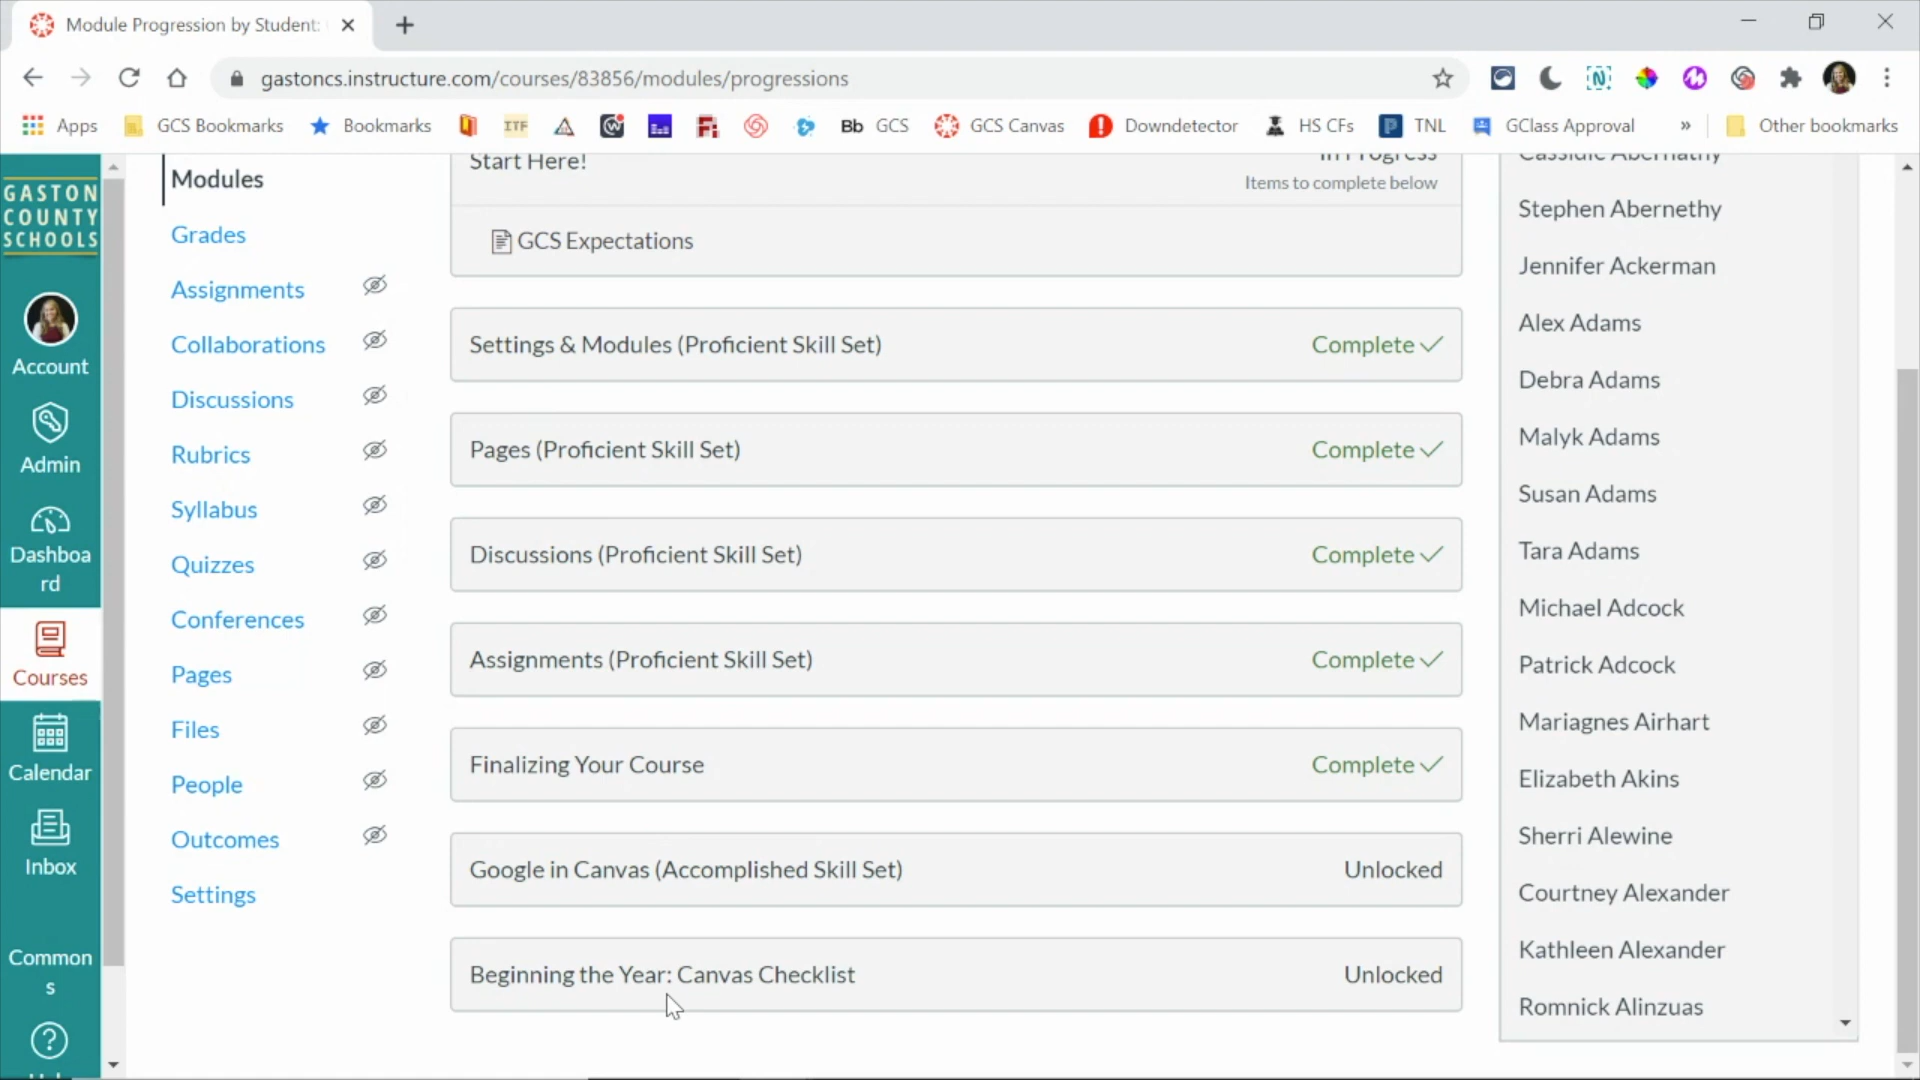 Module Progression by Student:
gastoncs.instructure.com/courses/83856/modules/progressions
Apps
GCS Bookmarks
Bookmarks
ITF
Bb GCS
GCS Canvas
Downdetector
HS CFs
TNL
GClass Approval
»
Other bookmarks
GASTON
COUNTY
SCHOOLS
Account
Admin
Dashboa
rd
Courses
Calendar
Inbox
Common
s
Modules
Grades
Assignments
Collaborations
Discussions
Rubrics
Syllabus
Quizzes
Conferences
Pages
Files
People
Outcomes
Settings
Start Here!
In Progress
Items to complete below
GCS Expectations
Settings & Modules (Proficient Skill Set)
Complete
Pages (Proficient Skill Set)
Complete
Discussions (Proficient Skill Set)
Complete
Assignments (Proficient Skill Set)
Complete
Finalizing Your Course
Complete
Google in Canvas (Accomplished Skill Set)
Unlocked
Beginning the Year: Canvas Checklist
Unlocked
Cassidie Abernathy
Stephen Abernethy
Jennifer Ackerman
Alex Adams
Debra Adams
Malyk Adams
Susan Adams
Tara Adams
Michael Adcock
Patrick Adcock
Mariagnes Airhart
Elizabeth Akins
Sherri Alewine
Courtney Alexander
Kathleen Alexander
Romnick Alinzuas